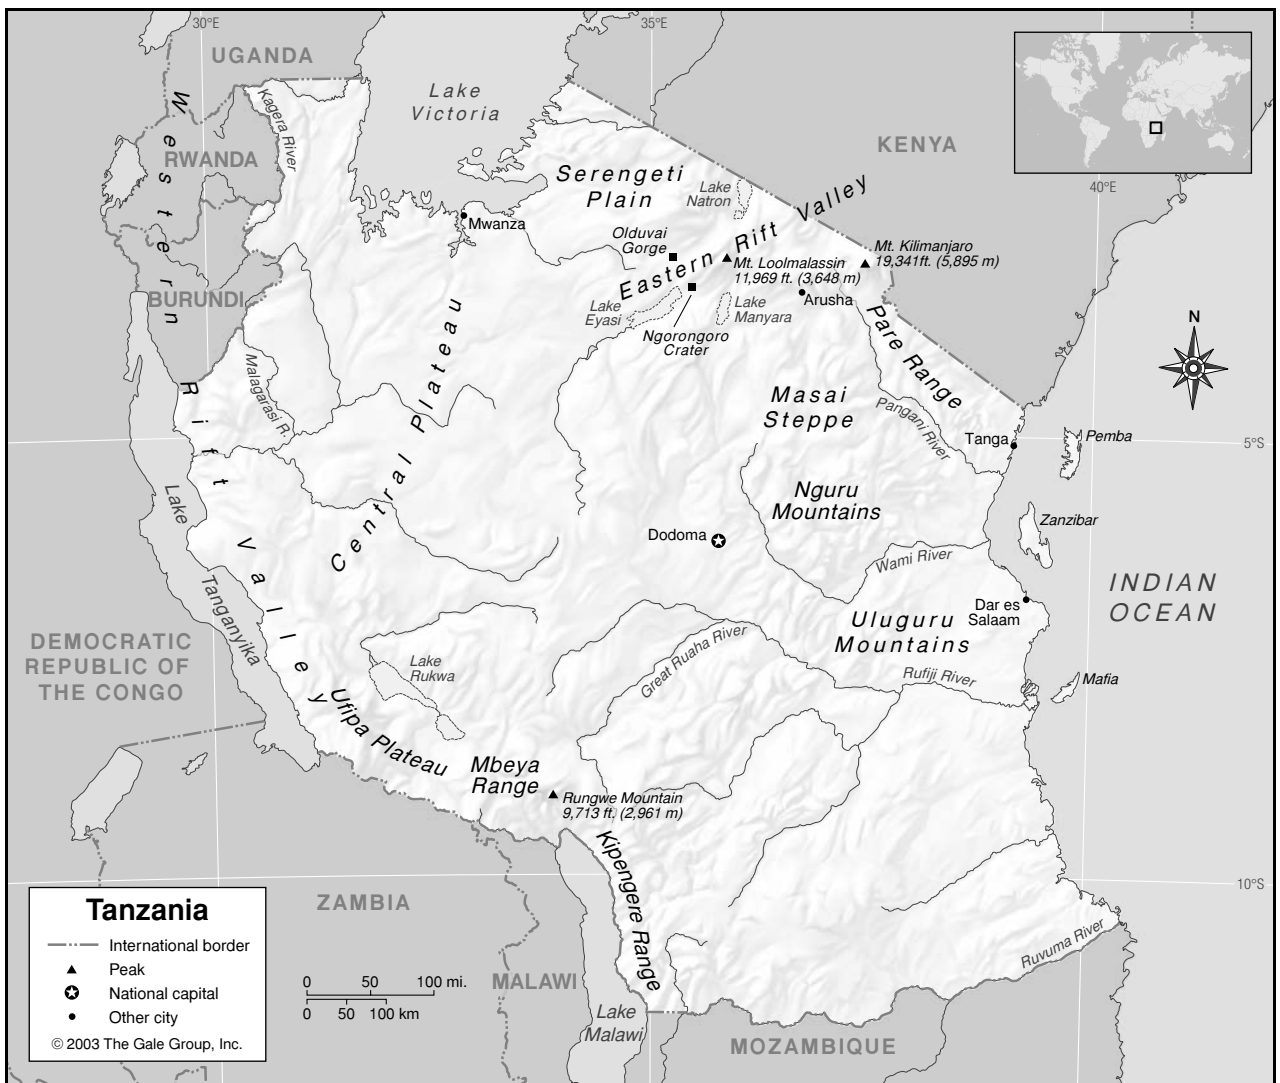 30°E
35°E
UGANDA
Lake
Victoria
KENYA
40°E
Western
Kagera River
RWANDA
Serengeti
Plain
Lake
Natron
Eastern Rift Valley
Mwanza
Olduvai
Gorge
Mt. Kilimanjaro
19,341ft. (5,895 m)
Mt. Loolmalassin
11,969 ft. (3,648 m)
BURUNDI
Lake
Eyasi
Lake
Manyara
Arusha
Ngorongoro
Crater
Pare Range
N
Malagarasi R.
Rift
Central Plateau
Masai
Steppe
Pangani River
Tanga
Pemba
5°S
Lake
Tanganyika
Nguru
Mountains
Zanzibar
Dodoma
Valley
Wami River
INDIAN
OCEAN
Dar es
Salaam
Uluguru
Mountains
DEMOCRATIC
REPUBLIC OF
THE CONGO
Lake
Rukwa
Great Ruaha River
Rufiji River
Mafia
Ufipa Plateau
Mbeya
Range
Rungwe Mountain
9,713 ft. (2,961 m)
Kipengere Range
10°S
ZAMBIA
Ruvuma River
MALAWI
Lake
Malawi
MOZAMBIQUE
Tanzania
International border
Peak
National capital
Other city
© 2003 The Gale Group, Inc.
0 50 100 mi.
0 50 100 km